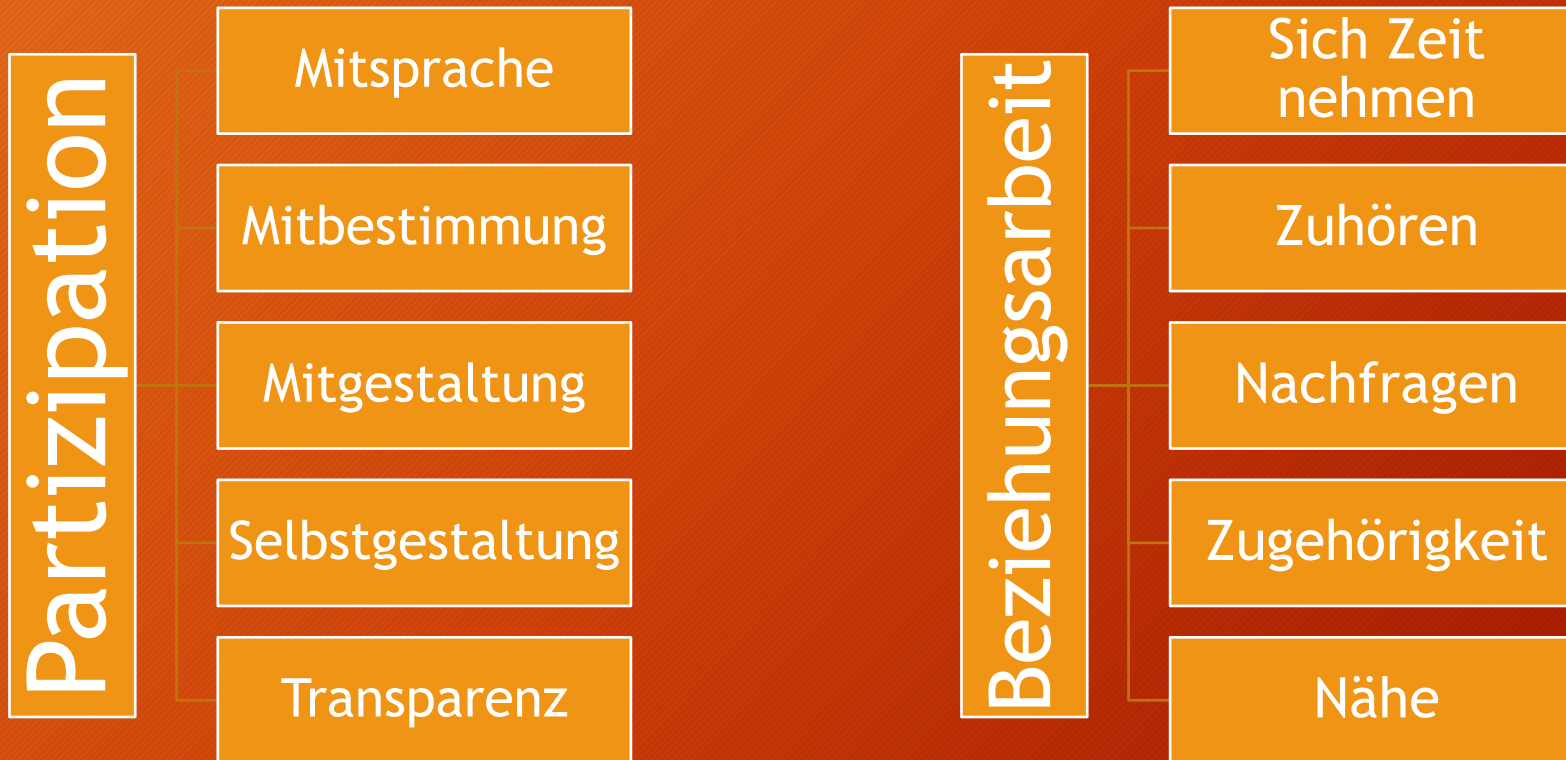 Partizipation
Mitsprache
Mitbestimmung
Mitgestaltung
Selbstgestaltung
Transparenz
Beziehungsarbeit
Sich Zeit
nehmen
Zuhören
Nachfragen
Zugehörigkeit
Nähe